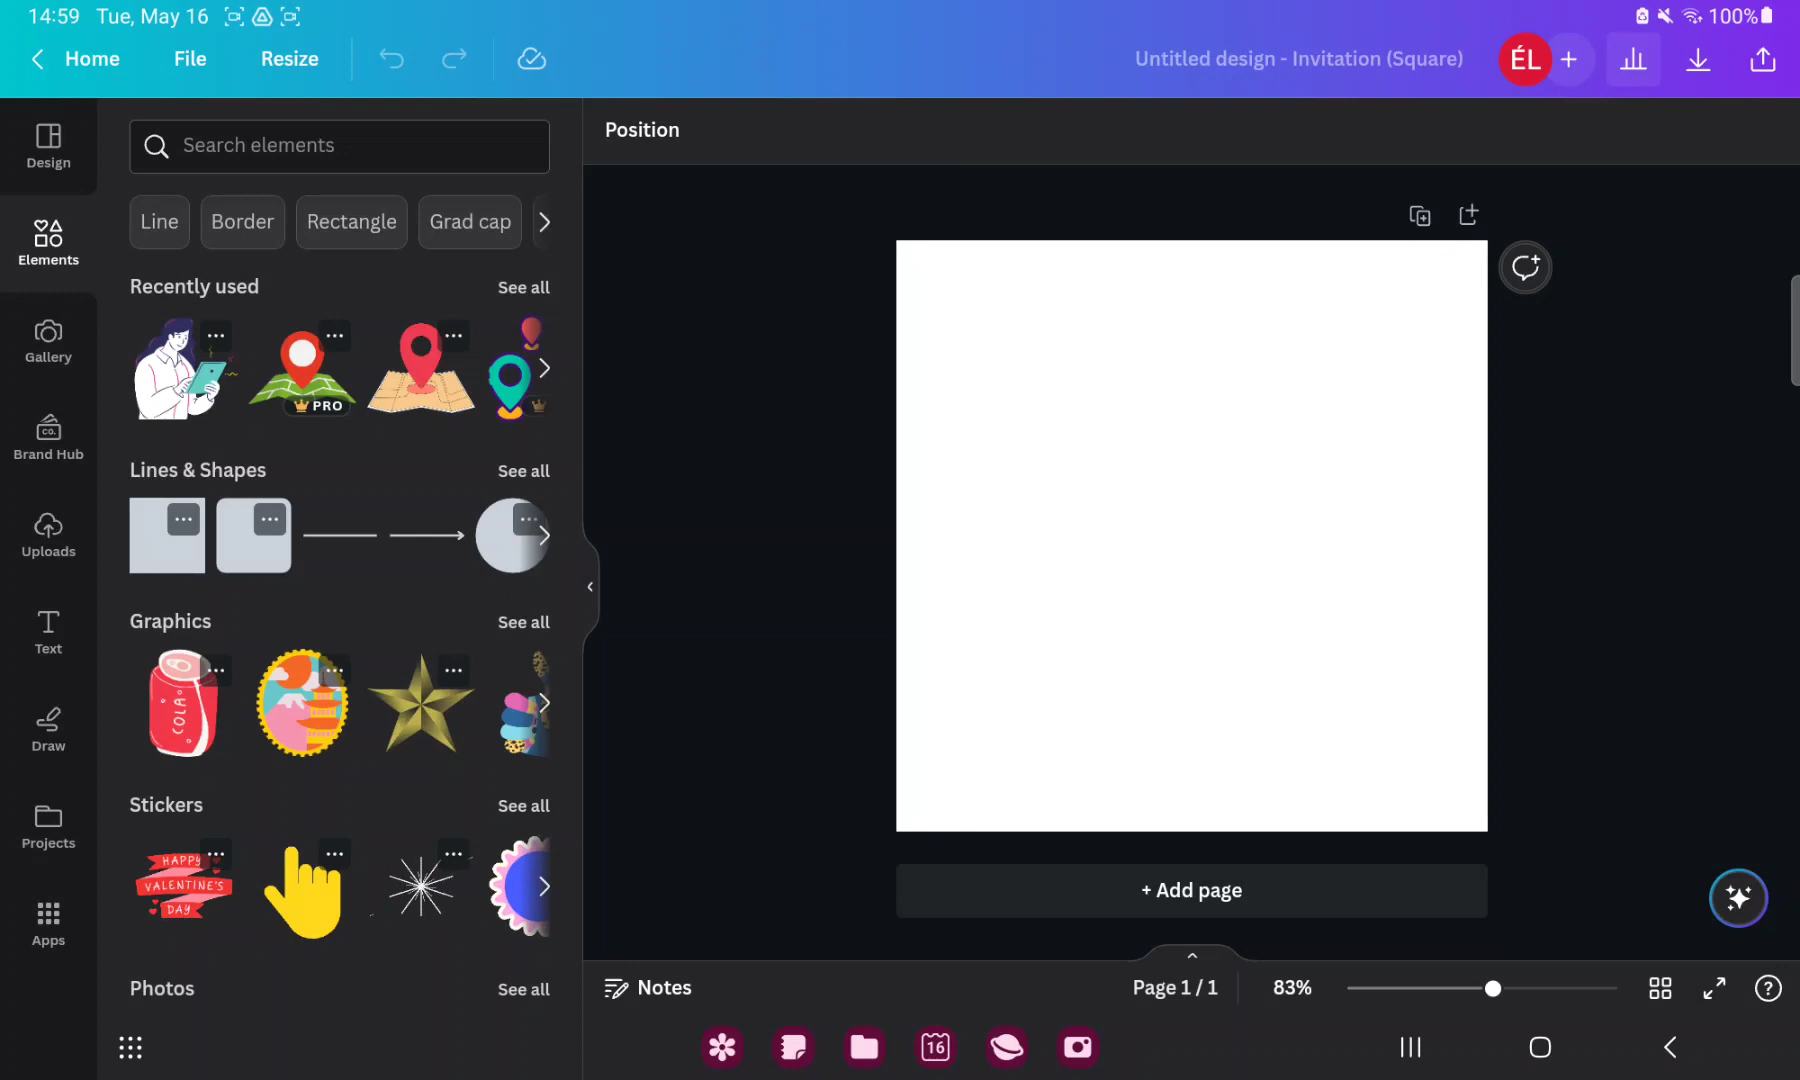 14:59 Tue, May 16
100%
Home File Resize
Untitled design - Invitation (Square)
ÉL
Design
Elements
Gallery
CO.
Brand Hub
Uploads
Text
Draw
Projects
Apps
Search elements
Line Border Rectangle Grad cap
Recently used See all
PRO
Lines & Shapes See all
Graphics See all
COLA
Stickers See all
HAPPY
VALENTINE'S
DAY
Photos See all
Position
+ Add page
Notes
Page 1 / 1 83%
16